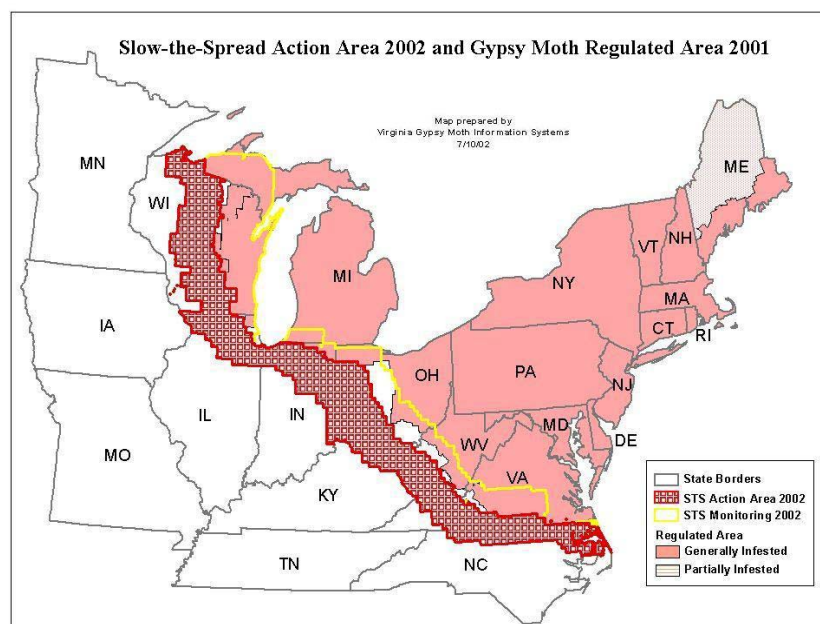 Slow-the-Spread Action Area 2002 and Gypsy Moth Regulated Area 2001
Map prepared by
Virginia Gypsy Moth Information Systems
7/10/02
MN
WI
ME
VT
NH
MI
NY
MA
CT
RI
IA
OH
PA
NJ
IL
IN
MD
DE
WV
MO
VA
KY
TN
NC
State Borders
STS Action Area 2002
STS Monitoring 2002
Regulated Area
Generally Infested
Partially Infested